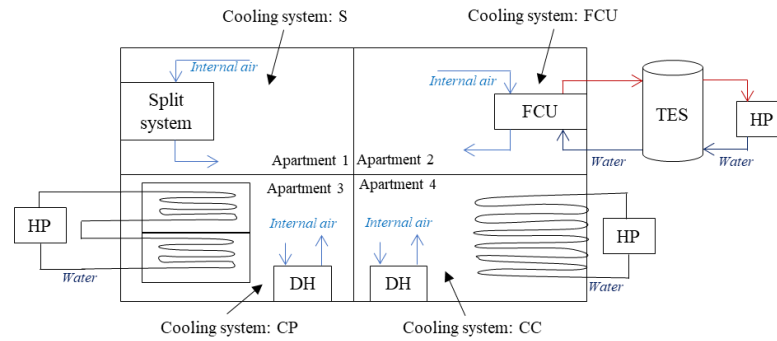 Cooling system: S
Cooling system: FCU
Internal air
Internal air
Split
system
FCU
TES
HP
Water
Water
Apartment 1
Apartment 2
Apartment 3
Apartment 4
Internal air
Internal air
HP
HP
Water
DH
DH
Water
Cooling system: CP
Cooling system: CC